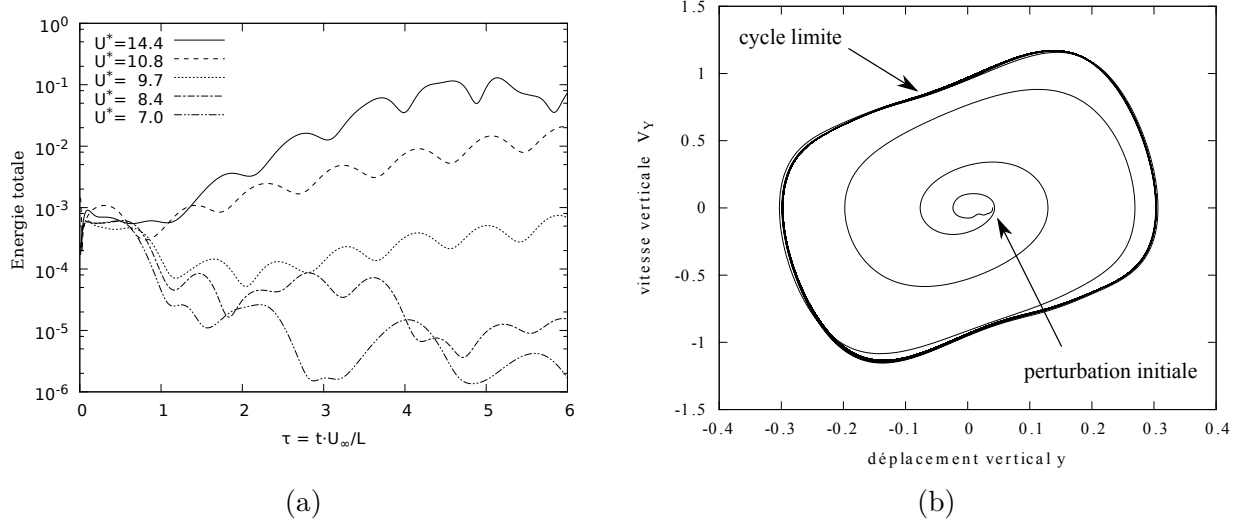 10^0
10^-1
10^-2
10^-3
10^-4
10^-5
10^-6
Energie totale
U*=14.4
U*=10.8
U*= 9.7
U*= 8.4
U*= 7.0
0 1 2 3 4 5 6
τ = t·U∞/L
(a)
1.5
1
0.5
0
-0.5
-1
-1.5
vitesse verticale V_Y
cycle limite
perturbation initiale
-0.4 -0.3 -0.2 -0.1 0 0.1 0.2 0.3 0.4
déplacement vertical y
(b)